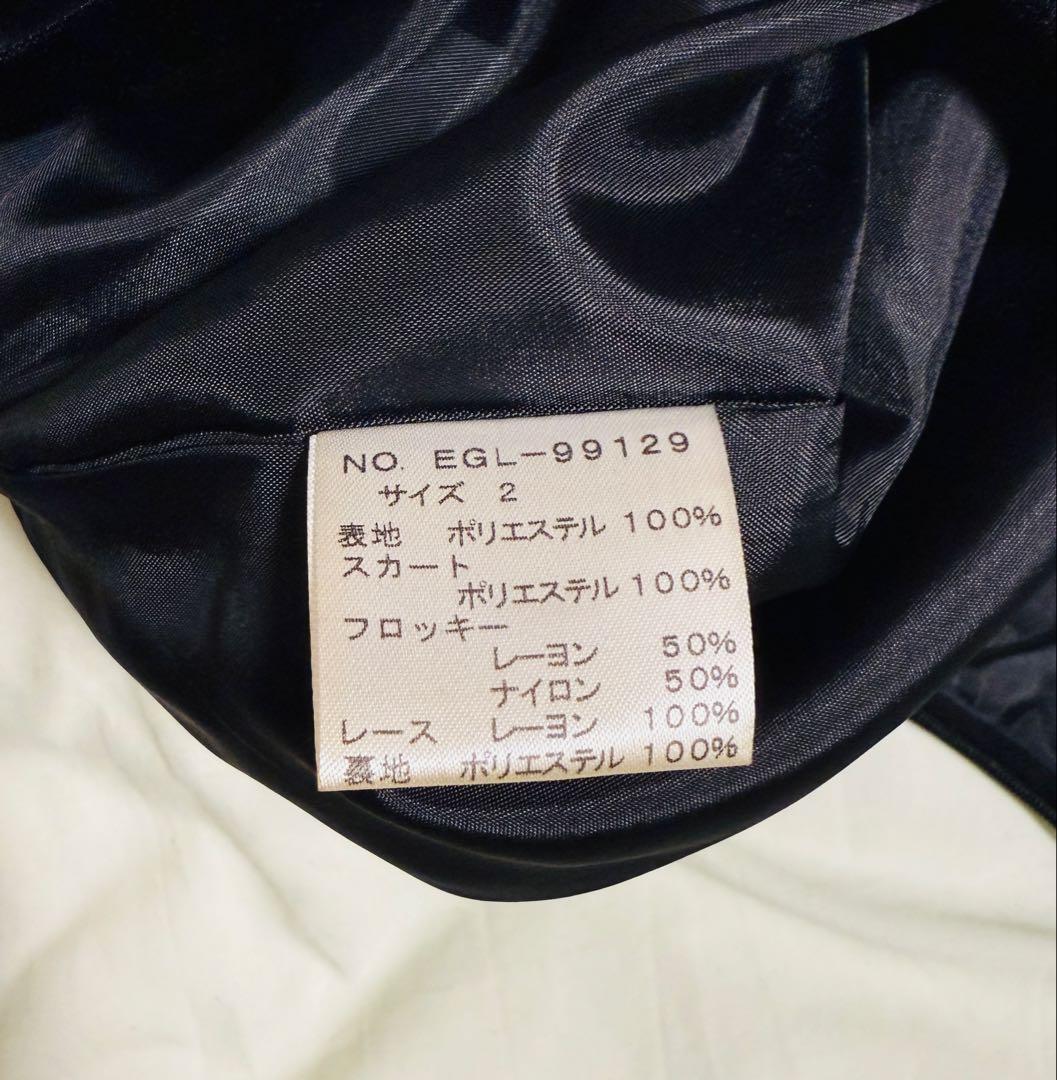 NO. EGL-99129
サイズ 2
表地 ポリエステル 100%
スカート
ポリエステル 100%
フロッキー
レーヨン 50%
ナイロン 50%
レース レーヨン 100%
裏地 ポリエステル 100%